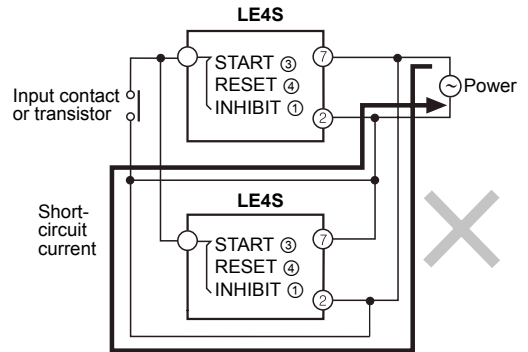 LE4S
START ③
RESET ④
INHIBIT ①
⑦
②
~
Power
Input contact
or transistor
Short-
circuit
current
LE4S
START ③
RESET ④
INHIBIT ①
⑦
②